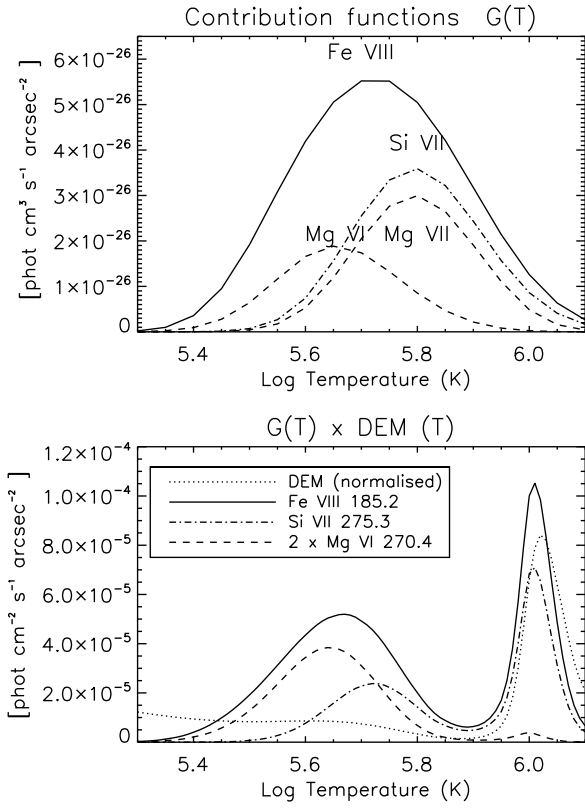 Contribution functions G(T)
Fe VIII
6×10⁻²⁶
5×10⁻²⁶
Si VII
4×10⁻²⁶
3×10⁻²⁶
Mg VI Mg VII
2×10⁻²⁶
1×10⁻²⁶
0
[phot cm³ s⁻¹ arcsec⁻²]
5.4 5.6 5.8 6.0
Log Temperature (K)
G(T) x DEM (T)
1.2×10⁻⁴
1.0×10⁻⁴
8.0×10⁻⁵
6.0×10⁻⁵
4.0×10⁻⁵
2.0×10⁻⁵
0
[phot cm⁻² s⁻¹ arcsec⁻²]
DEM (normalised)
Fe VIII 185.2
Si VII 275.3
2 x Mg VI 270.4
5.4 5.6 5.8 6.0
Log Temperature (K)